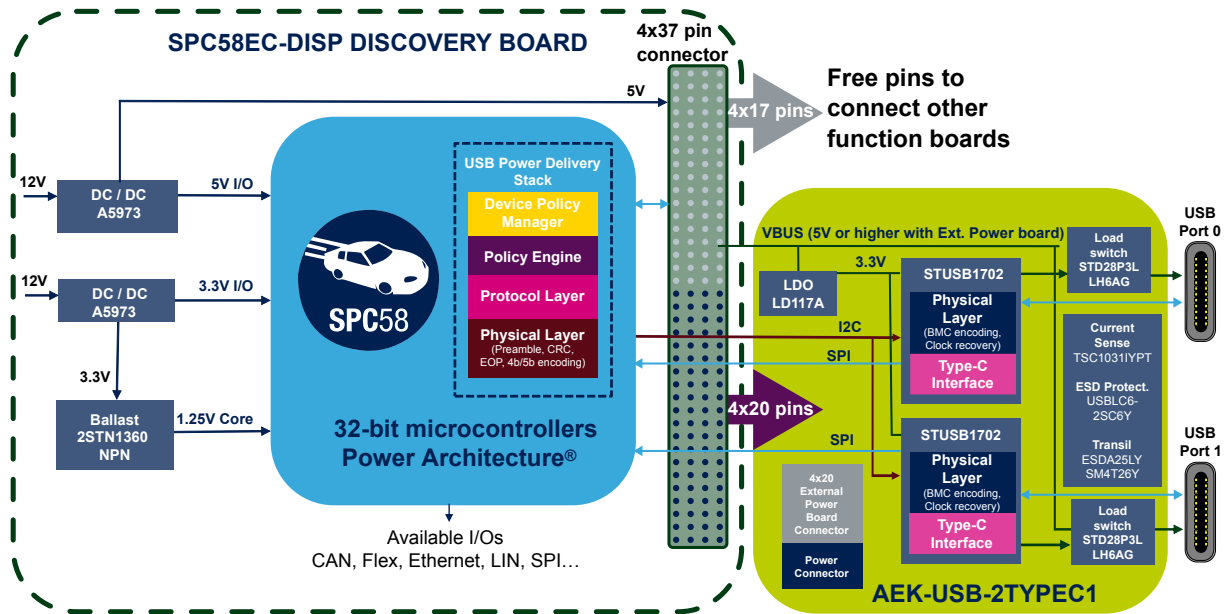 SPC58EC-DISP DISCOVERY BOARD
4x37 pin
connector
5V
4x17 pins
Free pins to
connect other
function boards
12V
DC / DC
A5973
5V I/O
USB Power Delivery
Stack
Device Policy
Manager
Policy Engine
Protocol Layer
Physical Layer
(Preamble, CRC,
EOP, 4b/5b encoding)
SPC58
12V
DC / DC
A5973
3.3V I/O
3.3V
Ballast
2STN1360
NPN
1.25V Core
32-bit microcontrollers
Power Architecture®
Available I/Os
CAN, Flex, Ethernet, LIN, SPI…
4x20 pins
VBUS (5V or higher with Ext. Power board)
3.3V
LDO
LD117A
I2C
SPI
SPI
STUSB1702
Physical
Layer
(BMC encoding,
Clock recovery)
Type-C
Interface
STUSB1702
Physical
Layer
(BMC encoding,
Clock recovery)
Type-C
Interface
Load
switch
STD28P3L
LH6AG
USB
Port 0
Current
Sense
TSC1031IYPT
ESD Protect.
USBLC6-
2SC6Y
Transil
ESDA25LY
SM4T26Y
USB
Port 1
Load
switch
STD28P3L
LH6AG
4x20
External
Power
Board
Connector
Power
Connector
AEK-USB-2TYPEC1